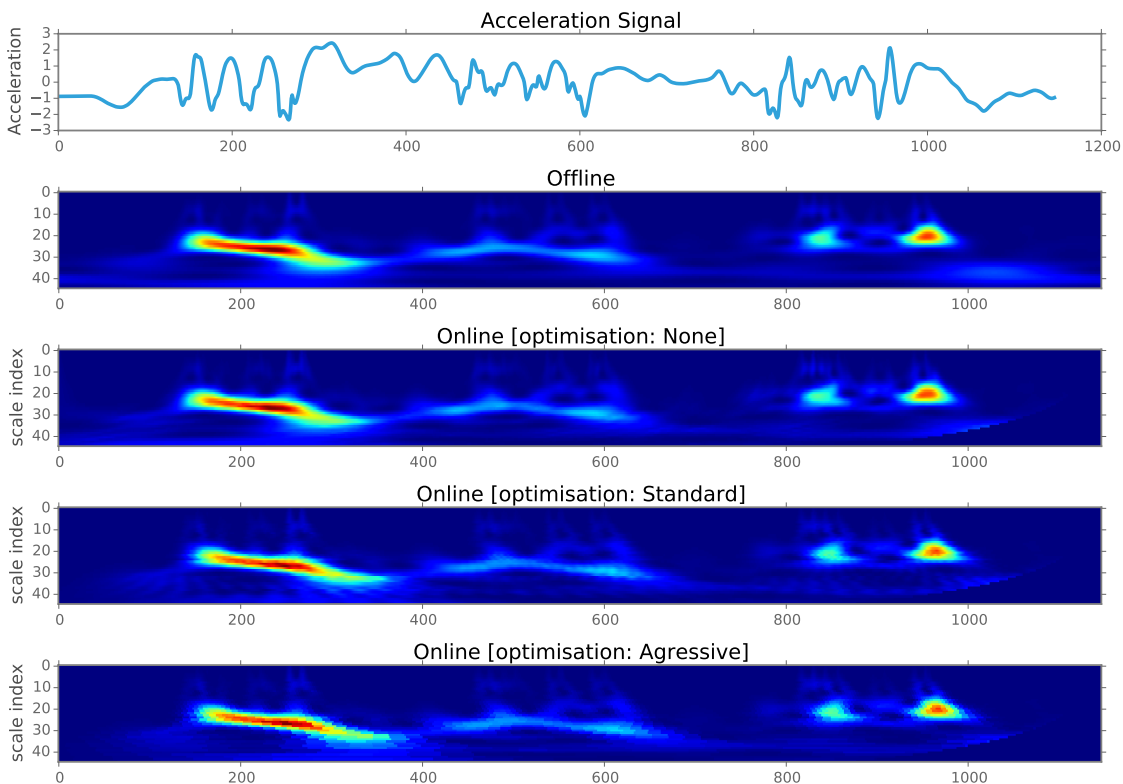 Acceleration Signal
Acceleration
3
2
1
0
−1
−2
−3
0 200 400 600 800 1000 1200
Offline
0
10
20
30
40
0 200 400 600 800 1000
Online [optimisation: None]
scale index
0
10
20
30
40
0 200 400 600 800 1000
Online [optimisation: Standard]
scale index
0
10
20
30
40
0 200 400 600 800 1000
Online [optimisation: Agressive]
scale index
0
10
20
30
40
0 200 400 600 800 1000